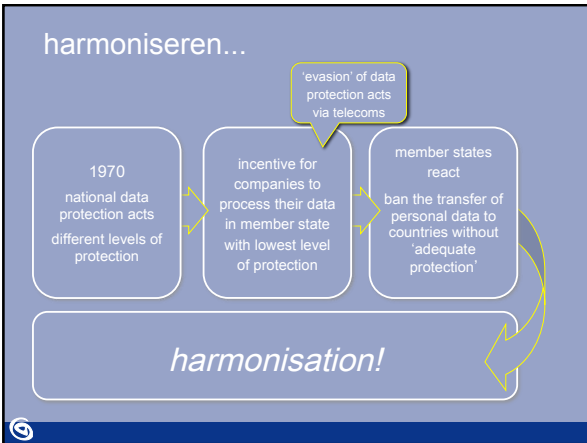 harmoniseren...
'evasion' of data
protection acts
via telecoms
1970
national data
protection acts
different levels of
protection
incentive for
companies to
process their data
in member state
with lowest level
of protection
member states
react
ban the transfer of
personal data to
countries without
'adequate
protection'
harmonisation!